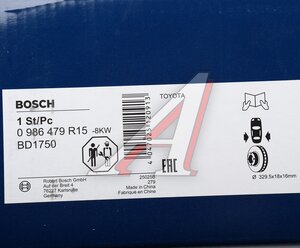 BOSCH
TOYOTA
1 St/Pc
0 986 479 R15 -8KW
BD1750
EAC
Robert Bosch GmbH
Auf der Breit 4
76227 Karlsruhe
Germany
279
Made in China
Fabriqué en Chine
Ø 329,5x18x16mm